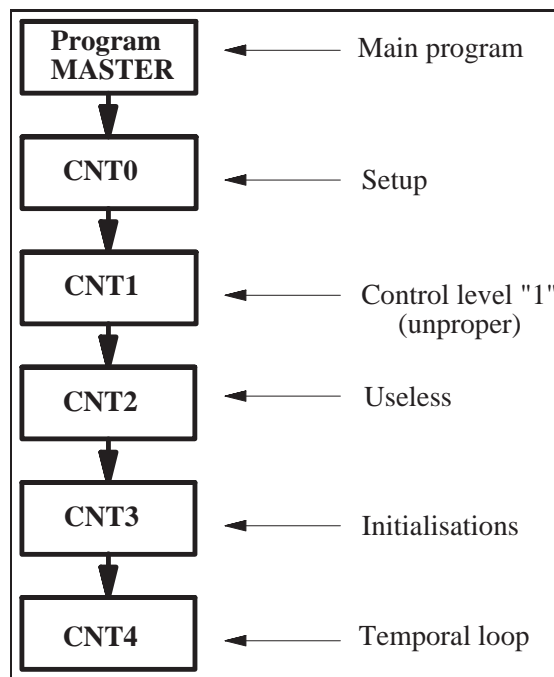 Program
MASTER
Main program
CNT0
Setup
CNT1
Control level "1"
(unproper)
CNT2
Useless
CNT3
Initialisations
CNT4
Temporal loop